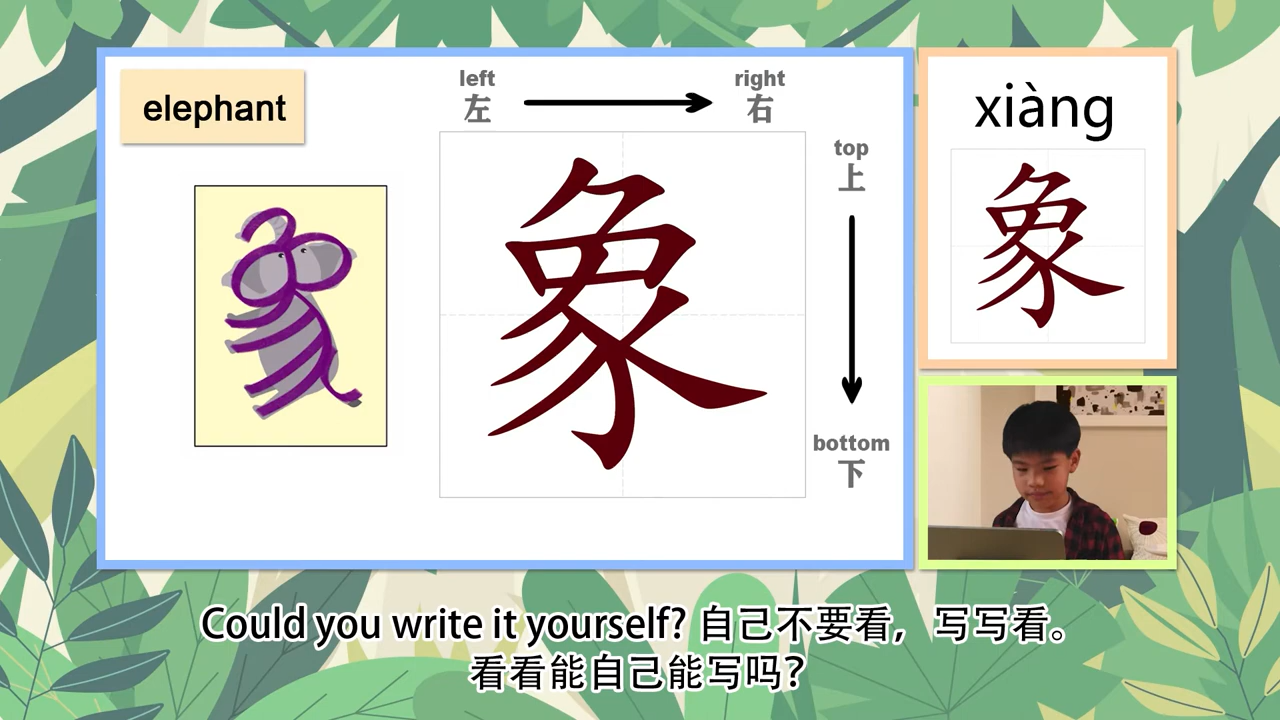 elephant
left
左
right
右
象
top
上
bottom
下
xiàng
象
Could you write it yourself? 自己不要看，写写看。
看看能自己能写吗?